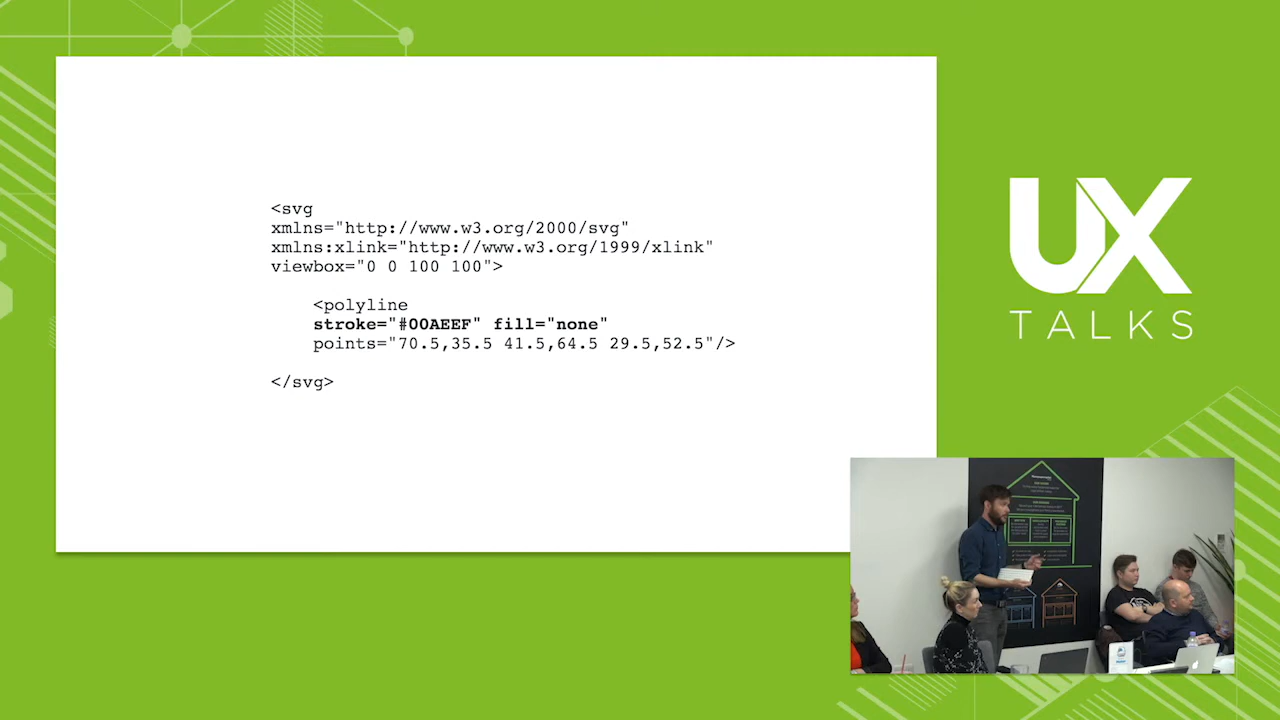 <svg
xmlns="http://www.w3.org/2000/svg"
xmlns:xlink="http://www.w3.org/1999/xlink"
viewbox="0 0 100 100">
<polyline
stroke="#00AEEF" fill="none"
points="70.5,35.5 41.5,64.5 29.5,52.5"/>
</svg>
UX
TALKS